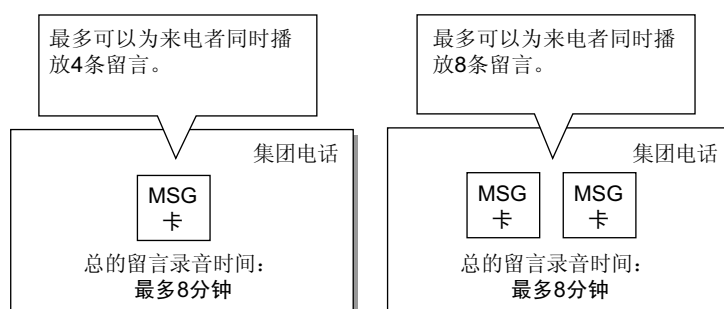 最多可以为来电者同时播
放4条留言。
集团电话
MSG
卡
总的留言录音时间：
最多8分钟
最多可以为来电者同时播
放8条留言。
集团电话
MSG
卡
MSG
卡
总的留言录音时间：
最多8分钟